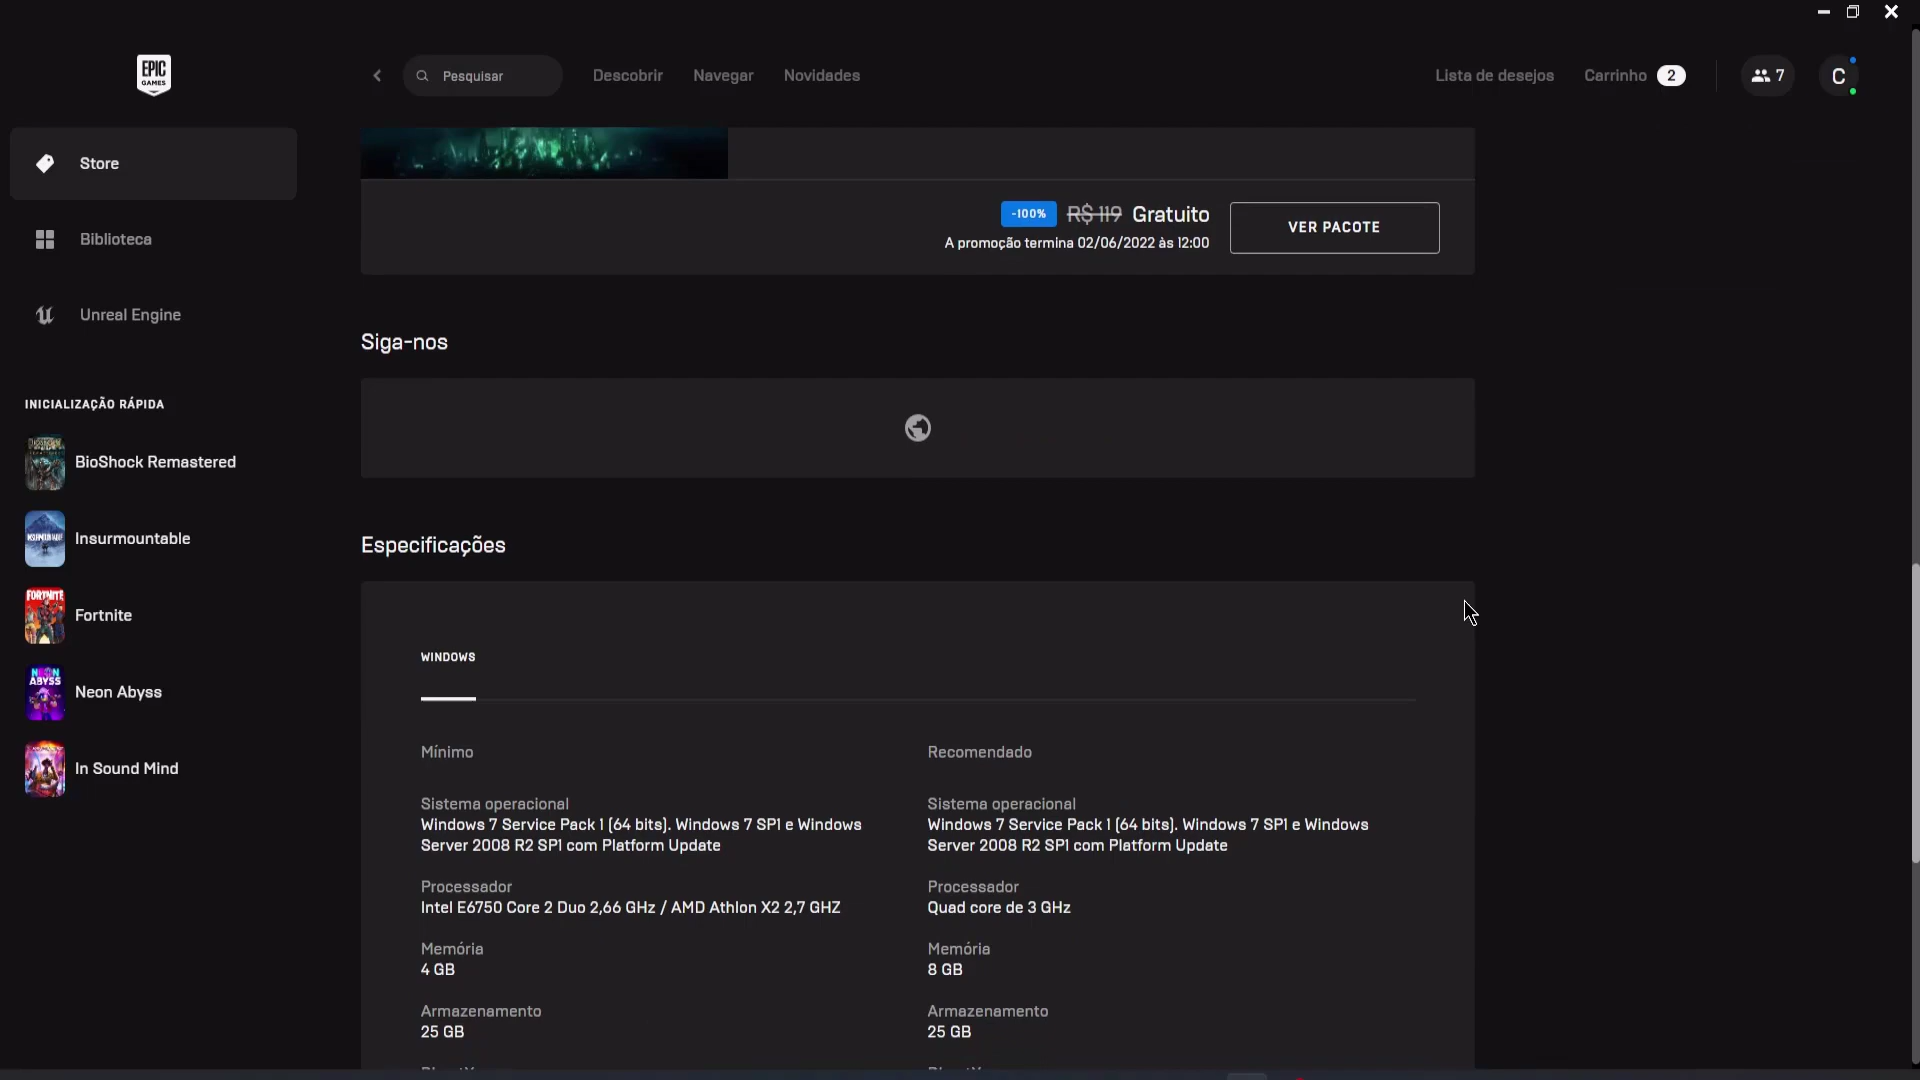 EPIC
GAMES
Pesquisar
Descobrir
Navegar
Novidades
Lista de desejos
Carrinho
2
7
C
Store
Biblioteca
Unreal Engine
INICIALIZAÇÃO RÁPIDA
BioShock Remastered
INSURMOUNTABLE
Insurmountable
FORTNITE
Fortnite
NEON
ABYSS
Neon Abyss
In Sound Mind
-100%
R$ 119
Gratuito
A promoção termina 02/06/2022 às 12:00
VER PACOTE
Siga-nos
Especificações
WINDOWS
Mínimo
Sistema operacional
Windows 7 Service Pack 1 (64 bits). Windows 7 SP1 e Windows
Server 2008 R2 SP1 com Platform Update
Processador
Intel E6750 Core 2 Duo 2,66 GHz / AMD Athlon X2 2,7 GHZ
Memória
4 GB
Armazenamento
25 GB
Recomendado
Sistema operacional
Windows 7 Service Pack 1 (64 bits). Windows 7 SP1 e Windows
Server 2008 R2 SP1 com Platform Update
Processador
Quad core de 3 GHz
Memória
8 GB
Armazenamento
25 GB